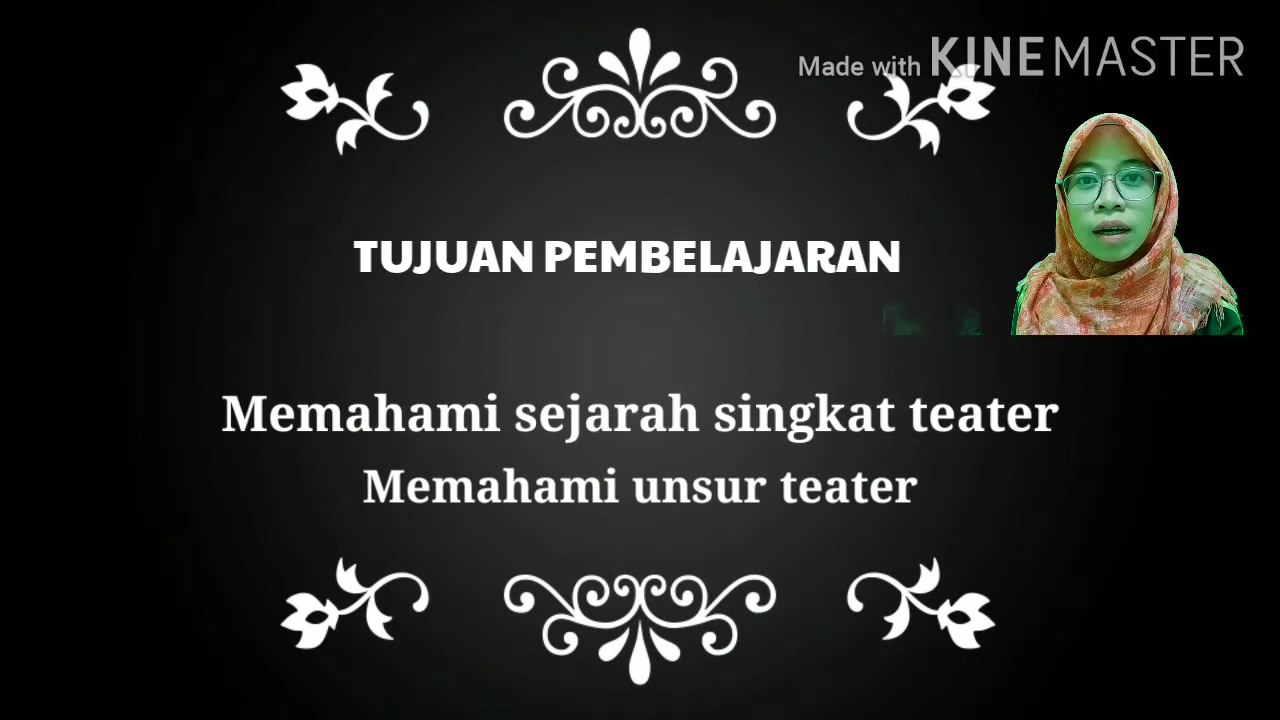 Made with KINEMASTER
TUJUAN PEMBELAJARAN
Memahami sejarah singkat teater
Memahami unsur teater